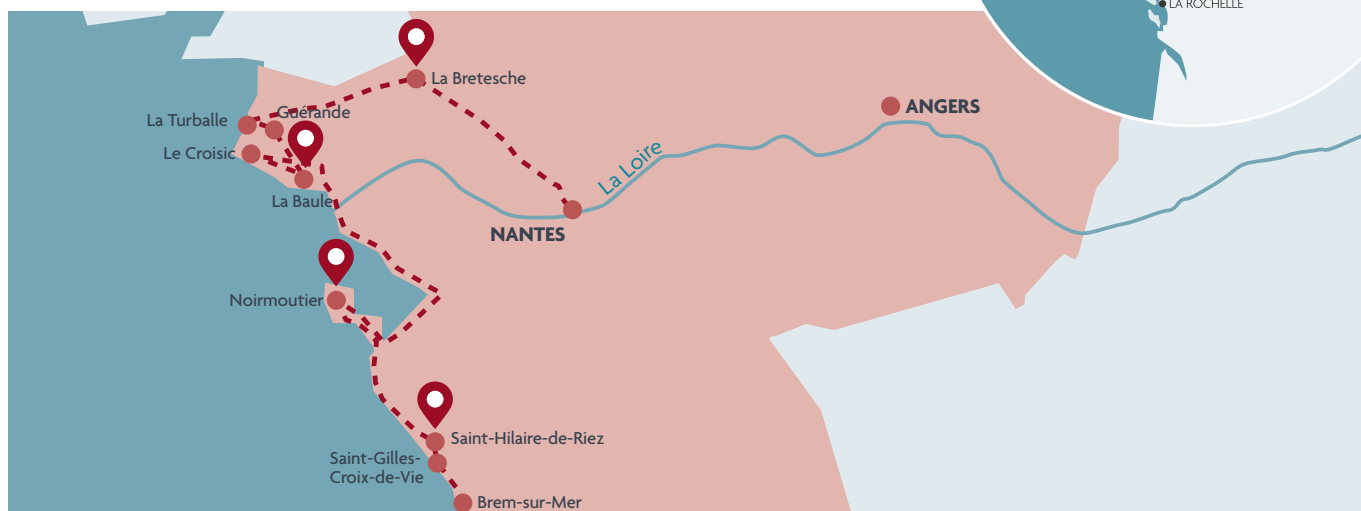 LA ROCHELLE
La Bretesche
ANGERS
Guérande
La Turballe
Le Croisic
La Loire
La Baule
NANTES
Noirmoutier
Saint-Hilaire-de-Riez
Saint-Gilles-
Croix-de-Vie
Brem-sur-Mer